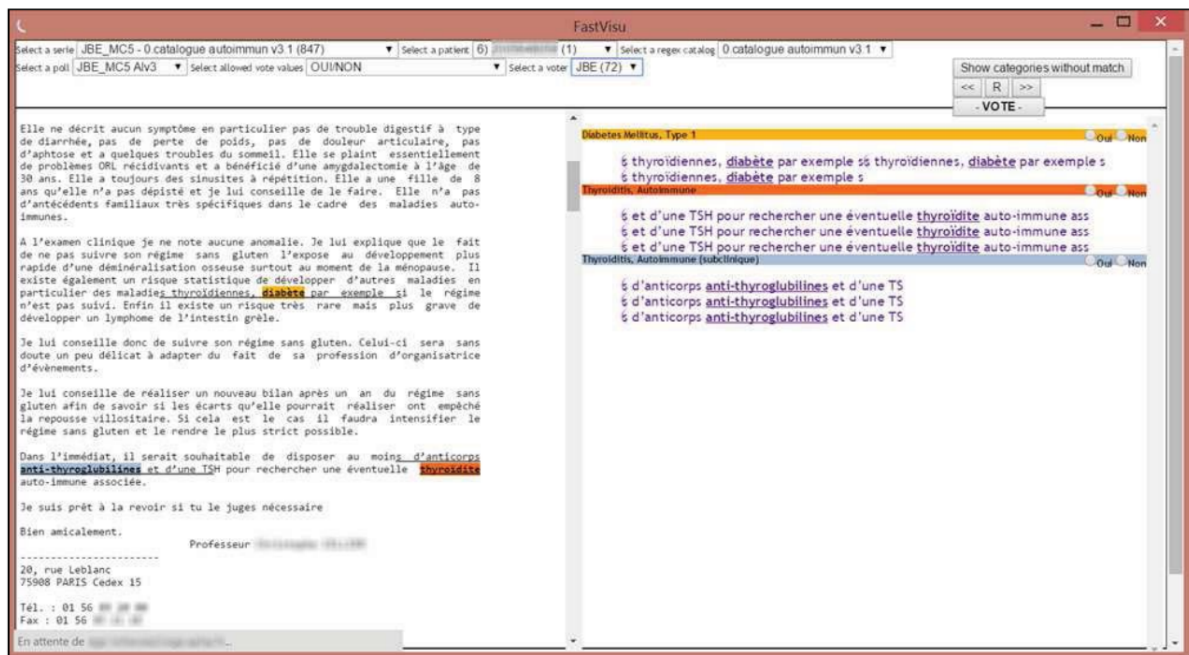 FastVisu
Select a serie JBE_MC5 - 0.catalogue autoimmun v3.1 (847) Select a patient 6) (1) Select a regex catalog 0.catalogue autoimmun v3.1
Select a poll JBE_MC5 AIv3 Select allowed vote values OUI/NON Select a voter JBE (72)
Show categories without match
<< R >>
- VOTE -
Elle ne décrit aucun symptôme en particulier pas de trouble digestif à type
de diarrhée, pas de perte de poids, pas de douleur articulaire, pas
d'aphtose et a quelques troubles du sommeil. Elle se plaint essentiellement
de problèmes ORL récidivants et a bénéficié d'une amygdalectomie à l'âge de
30 ans. Elle a toujours des sinusites à répétition. Elle a une fille de 8
ans qu'elle n'a pas dépisté et je lui conseille de le faire. Elle n'a pas
d'antécédents familiaux très spécifiques dans le cadre des maladies auto-
immunes.
A l'examen clinique je ne note aucune anomalie. Je lui explique que le fait
de ne pas suivre son régime sans gluten l'expose au développement plus
rapide d'une déminéralisation osseuse surtout au moment de la ménopause. Il
existe également un risque statistique de développer d'autres maladies en
particulier des maladies thyroïdiennes, diabète par exemple si le régime
n'est pas suivi. Enfin il existe un risque très rare mais plus grave de
développer un lymphome de l'intestin grêle.
Je lui conseille donc de suivre son régime sans gluten. Celui-ci sera sans
doute un peu délicat à adapter du fait de sa profession d'organisatrice
d'évènements.
Je lui conseille de réaliser un nouveau bilan après un an du régime sans
gluten afin de savoir si les écarts qu'elle pourrait réaliser ont empêché
la repousse villositaire. Si cela est le cas il faudra intensifier le
régime sans gluten et le rendre le plus strict possible.
Dans l'immédiat, il serait souhaitable de disposer au moins d'anticorps
anti-thyroglubilines et d'une TSH pour rechercher une éventuelle thyroïdite
auto-immune associée.
Je suis prêt à la revoir si tu le juges nécessaire
Bien amicalement.
Professeur
-----------------------
20, rue Leblanc
75908 PARIS Cedex 15
Tél. : 01 56
Fax : 01 56
En attente de ...
Diabetes Mellitus, Type 1 Oui Non
s thyroïdiennes, diabète par exemple s s thyroïdiennes, diabète par exemple s
s thyroïdiennes, diabète par exemple s
Thyroiditis, Autoimmune Oui Non
s et d'une TSH pour rechercher une éventuelle thyroïdite auto-immune ass
s et d'une TSH pour rechercher une éventuelle thyroïdite auto-immune ass
s et d'une TSH pour rechercher une éventuelle thyroïdite auto-immune ass
Thyroiditis, Autoimmune (subclinique) Oui Non
s d'anticorps anti-thyroglubilines et d'une TS
s d'anticorps anti-thyroglubilines et d'une TS
s d'anticorps anti-thyroglubilines et d'une TS